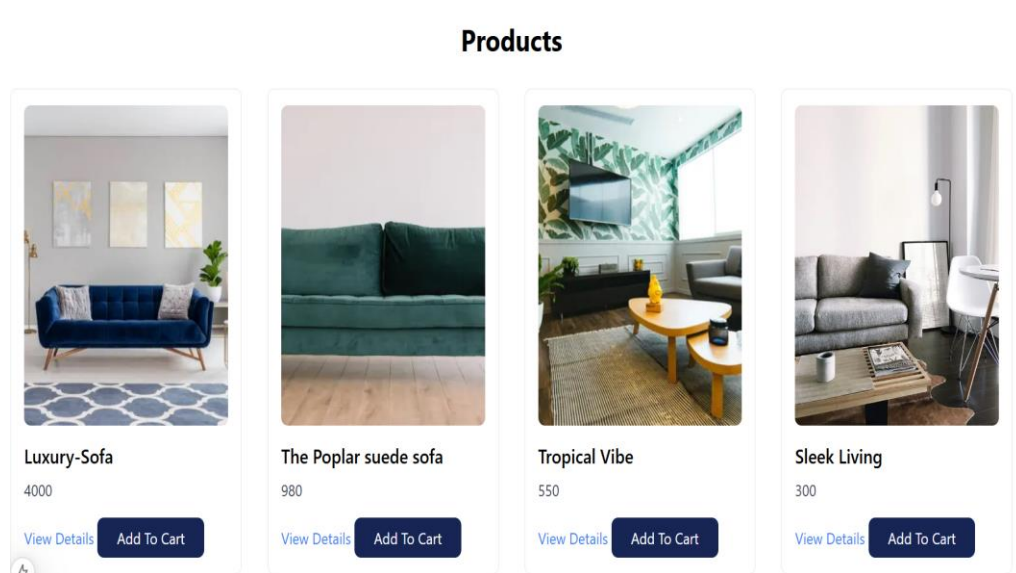 Products
Luxury-Sofa
4000
View Details Add To Cart
The Poplar suede sofa
980
View Details Add To Cart
Tropical Vibe
550
View Details Add To Cart
Sleek Living
300
View Details Add To Cart